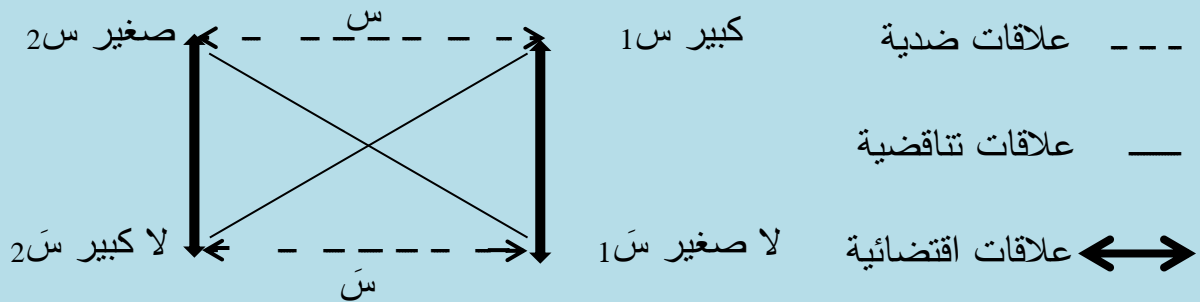 س
علاقات ضدية كبير س1 صغير س2
علاقات تناقضية
علاقات اقتضائية لا صغير سَ1 لا كبير سَ2
سَ